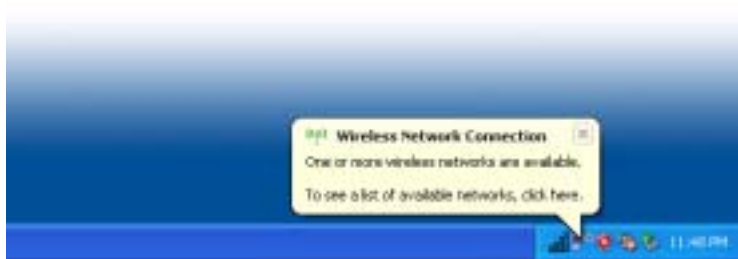 Wireless Network Connection
One or more wireless networks are available.
To see a list of available networks, click here.
11:48 PM